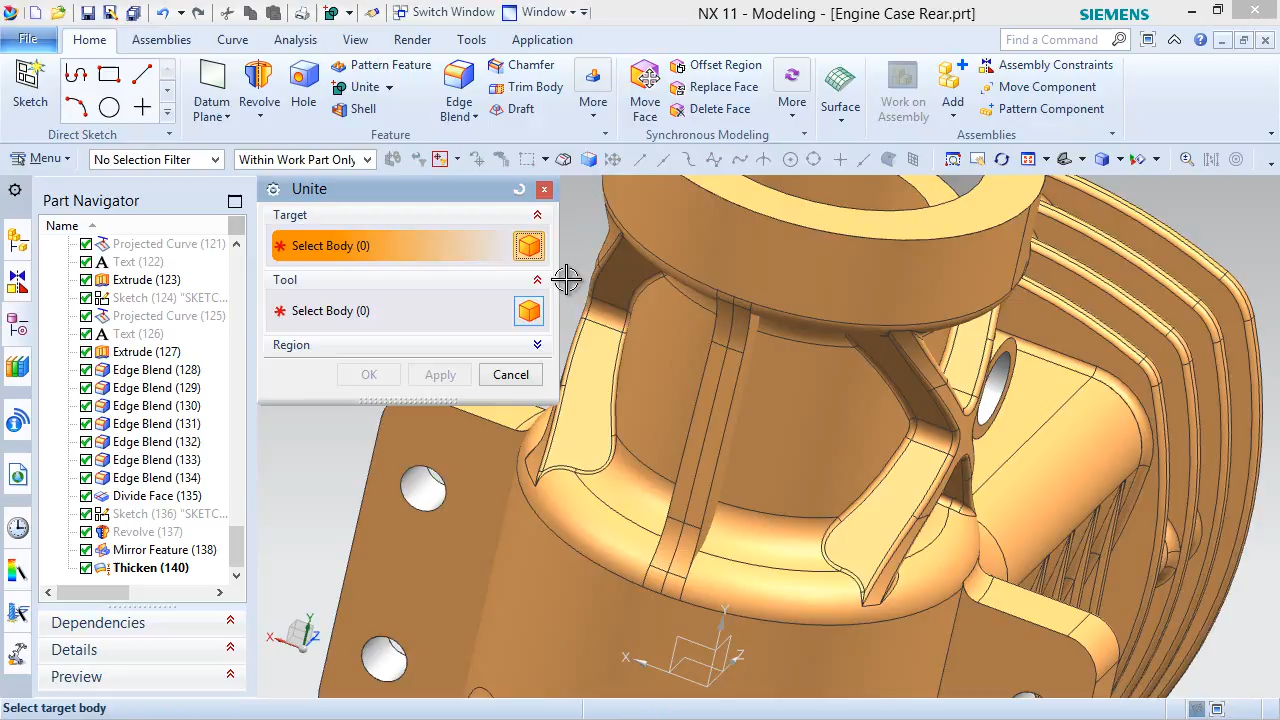 Switch Window
Window
NX 11 - Modeling - [Engine Case Rear.prt]
SIEMENS
File
Home
Assemblies
Curve
Analysis
View
Render
Tools
Application
Find a Command
Sketch
Direct Sketch
Datum Plane
Revolve
Hole
Pattern Feature
Unite
Shell
Edge Blend
Chamfer
Trim Body
Draft
More
Feature
Move Face
Offset Region
Replace Face
Delete Face
More
Synchronous Modeling
Surface
Work on Assembly
Add
Assembly Constraints
Move Component
Pattern Component
Assemblies
Menu
No Selection Filter
Within Work Part Only
Part Navigator
Name
Projected Curve (121)
Text (122)
Extrude (123)
Sketch (124) "SKETC...
Projected Curve (125)
Text (126)
Extrude (127)
Edge Blend (128)
Edge Blend (129)
Edge Blend (130)
Edge Blend (131)
Edge Blend (132)
Edge Blend (133)
Edge Blend (134)
Divide Face (135)
Sketch (136) "SKETC...
Revolve (137)
Mirror Feature (138)
Thicken (140)
Dependencies
Details
Preview
Unite
Target
Select Body (0)
Tool
Select Body (0)
Region
OK
Apply
Cancel
Y
X
Z
Y
X
Z
Select target body